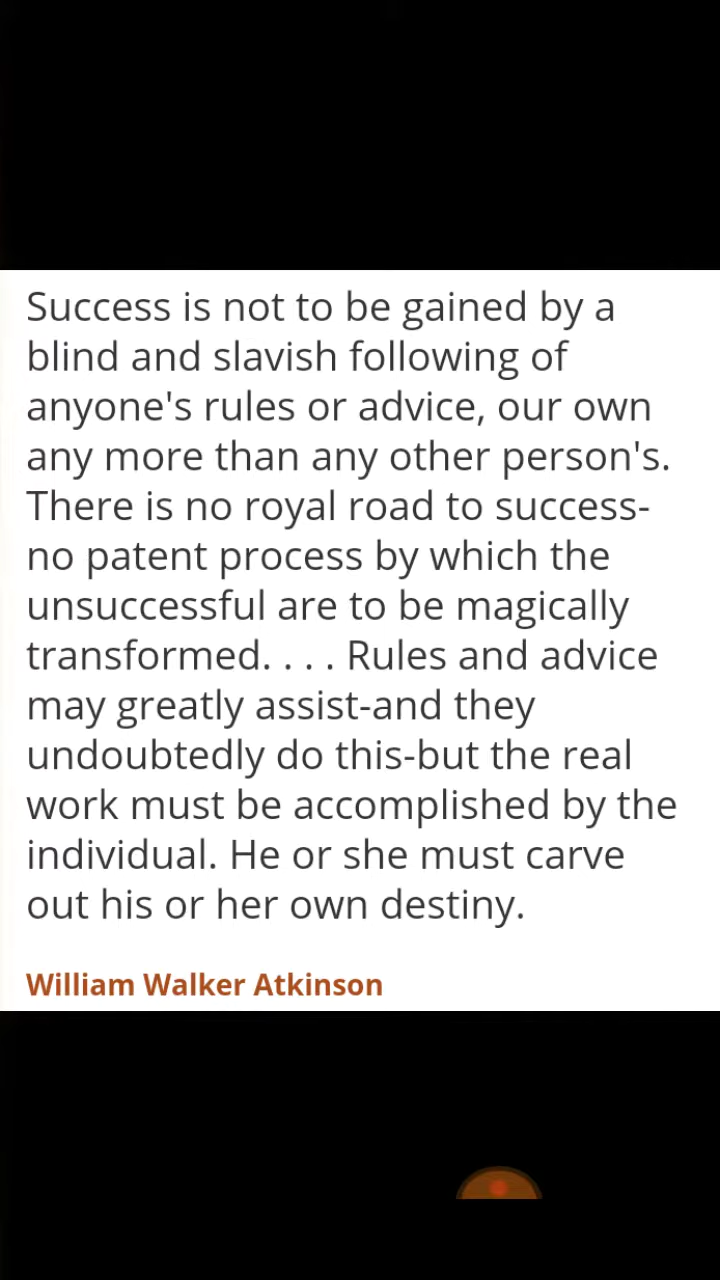 Success is not to be gained by a
blind and slavish following of
anyone's rules or advice, our own
any more than any other person's.
There is no royal road to success-
no patent process by which the
unsuccessful are to be magically
transformed. . . . Rules and advice
may greatly assist-and they
undoubtedly do this-but the real
work must be accomplished by the
individual. He or she must carve
out his or her own destiny.
William Walker Atkinson